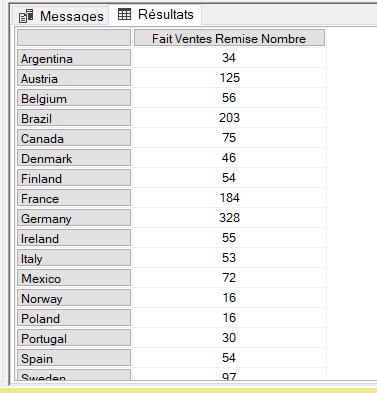 Messages Résultats
Fait Ventes Remise Nombre
Argentina 34
Austria 125
Belgium 56
Brazil 203
Canada 75
Denmark 46
Finland 54
France 184
Germany 328
Ireland 55
Italy 53
Mexico 72
Norway 16
Poland 16
Portugal 30
Spain 54
Sweden 97